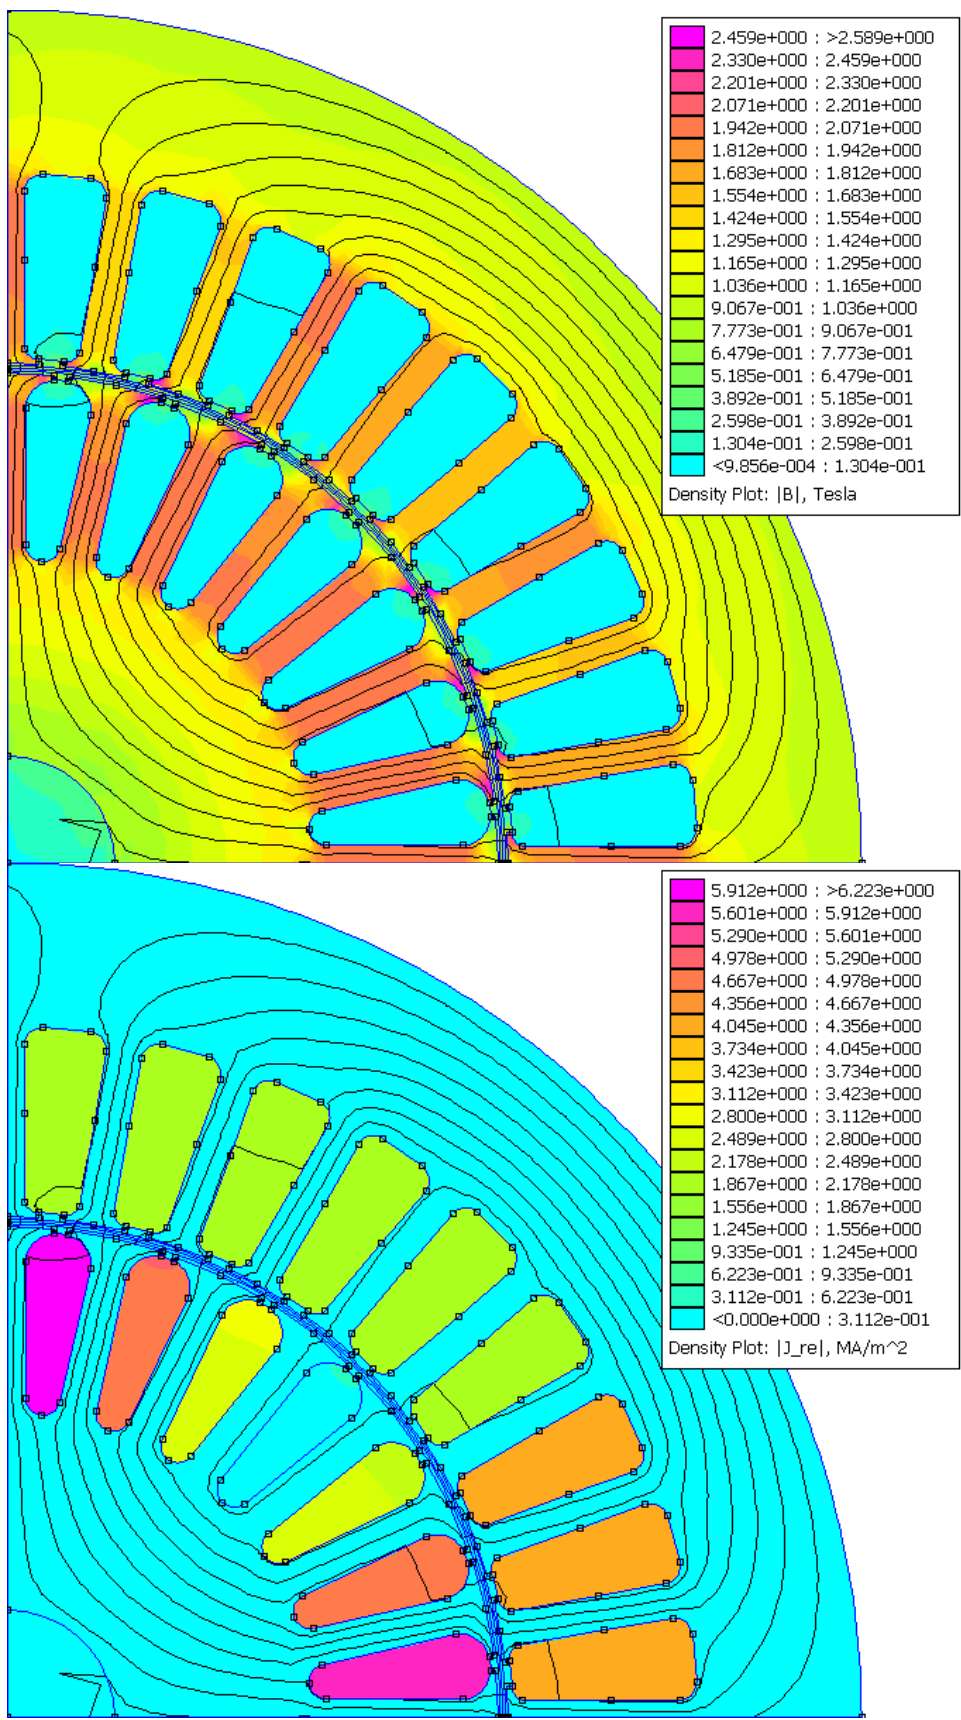 2.459e+000 : >2.589e+000
2.330e+000 : 2.459e+000
2.201e+000 : 2.330e+000
2.071e+000 : 2.201e+000
1.942e+000 : 2.071e+000
1.812e+000 : 1.942e+000
1.683e+000 : 1.812e+000
1.554e+000 : 1.683e+000
1.424e+000 : 1.554e+000
1.295e+000 : 1.424e+000
1.165e+000 : 1.295e+000
1.036e+000 : 1.165e+000
9.067e-001 : 1.036e+000
7.773e-001 : 9.067e-001
6.479e-001 : 7.773e-001
5.185e-001 : 6.479e-001
3.892e-001 : 5.185e-001
2.598e-001 : 3.892e-001
1.304e-001 : 2.598e-001
<9.856e-004 : 1.304e-001
Density Plot: |B|, Tesla
5.912e+000 : >6.223e+000
5.601e+000 : 5.912e+000
5.290e+000 : 5.601e+000
4.978e+000 : 5.290e+000
4.667e+000 : 4.978e+000
4.356e+000 : 4.667e+000
4.045e+000 : 4.356e+000
3.734e+000 : 4.045e+000
3.423e+000 : 3.734e+000
3.112e+000 : 3.423e+000
2.800e+000 : 3.112e+000
2.489e+000 : 2.800e+000
2.178e+000 : 2.489e+000
1.867e+000 : 2.178e+000
1.556e+000 : 1.867e+000
1.245e+000 : 1.556e+000
9.335e-001 : 1.245e+000
6.223e-001 : 9.335e-001
3.112e-001 : 6.223e-001
<0.000e+000 : 3.112e-001
Density Plot: |J_re|, MA/m^2